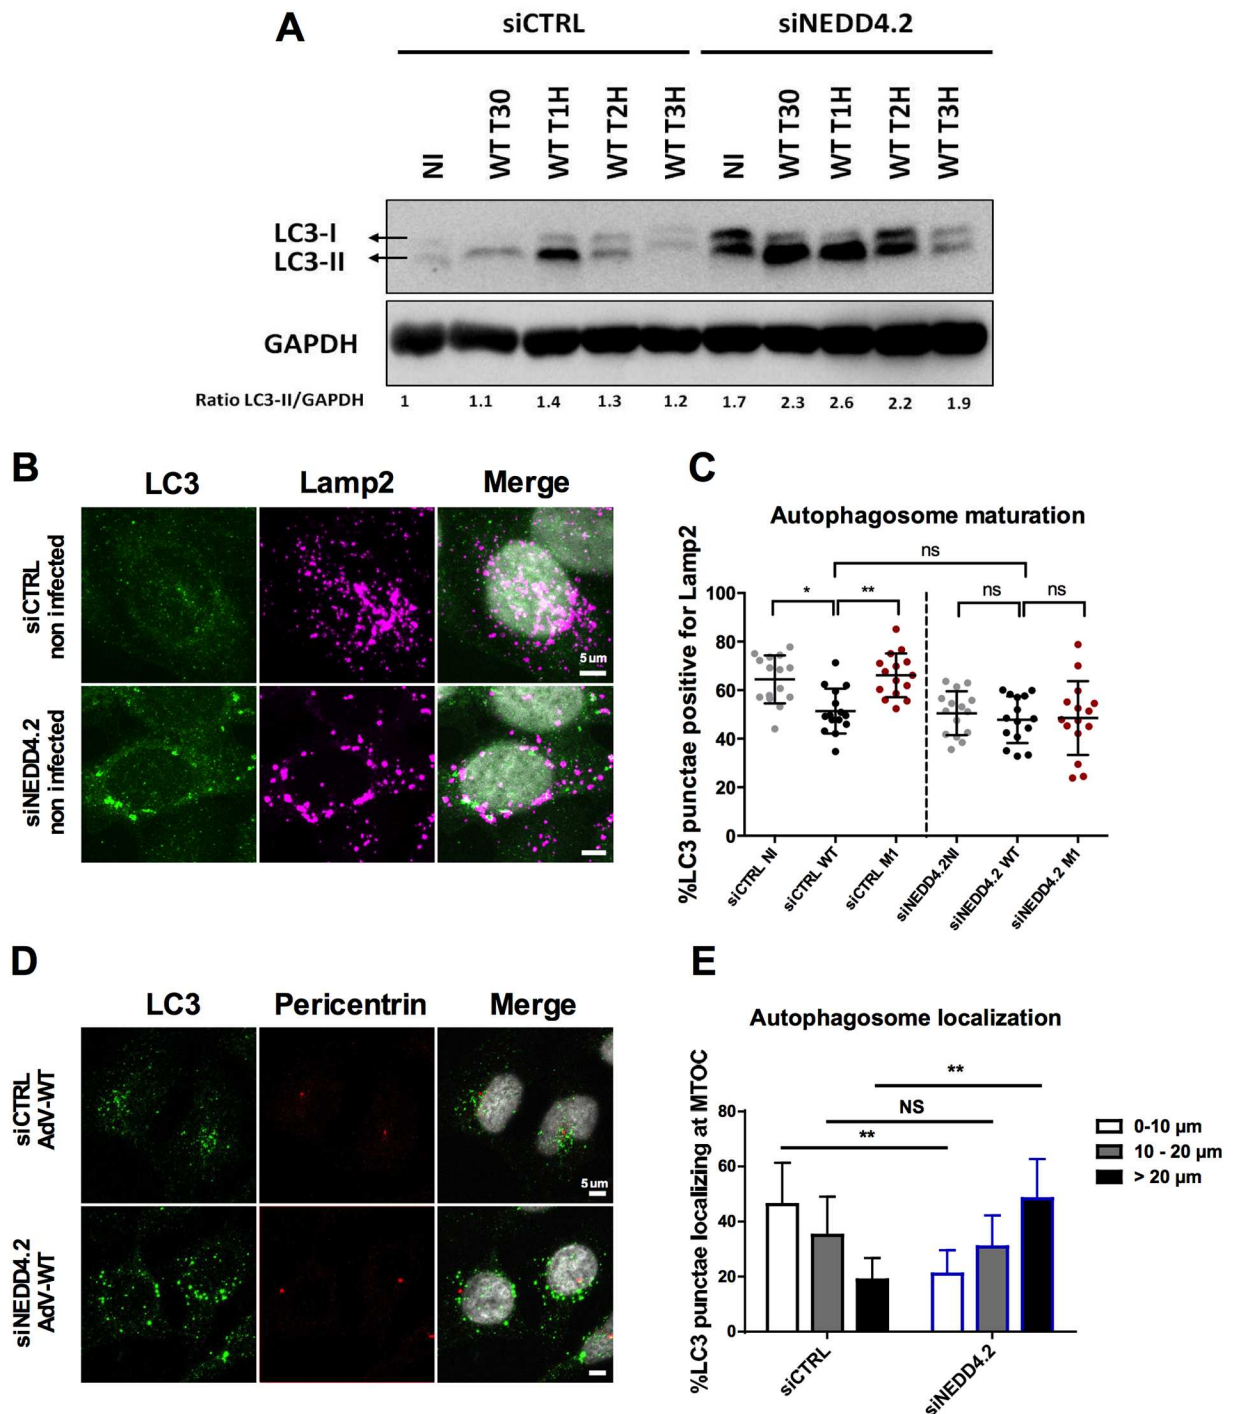 A
siCTRL siNEDD4.2
NI WT T30 WT T1H WT T2H WT T3H NI WT T30 WT T1H WT T2H WT T3H
LC3-I
LC3-II
GAPDH
Ratio LC3-II/GAPDH 1 1.1 1.4 1.3 1.2 1.7 2.3 2.6 2.2 1.9
B
LC3 Lamp2 Merge
siCTRL
non infected
5 um
siNEDD4.2
non infected
C
Autophagosome maturation
ns
* ** ns ns
%LC3 punctae positive for Lamp2
100
80
60
40
20
0
siCTRL NI
siCTRL WT
siCTRL M1
siNEDD4.2NI
siNEDD4.2 WT
siNEDD4.2 M1
D
LC3 Pericentrin Merge
siCTRL
AdV-WT
5 um
siNEDD4.2
AdV-WT
E
Autophagosome localization
**
NS
**
%LC3 punctae localizing at MTOC
80
60
40
20
0
siCTRL
siNEDD4.2
0-10 µm
10 - 20 µm
> 20 µm